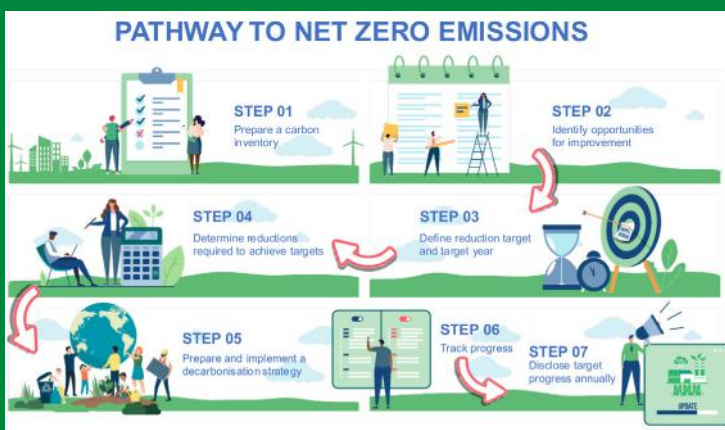 PATHWAY TO NET ZERO EMISSIONS
STEP 01
Prepare a carbon
inventory
STEP 02
Identify opportunities
for improvement
STEP 03
Define reduction target
and target year
STEP 04
Determine reductions
required to achieve targets
STEP 05
Prepare and implement a
decarbonisation strategy
STEP 06
Track progress
STEP 07
Disclose target
progress annually
UPDATE